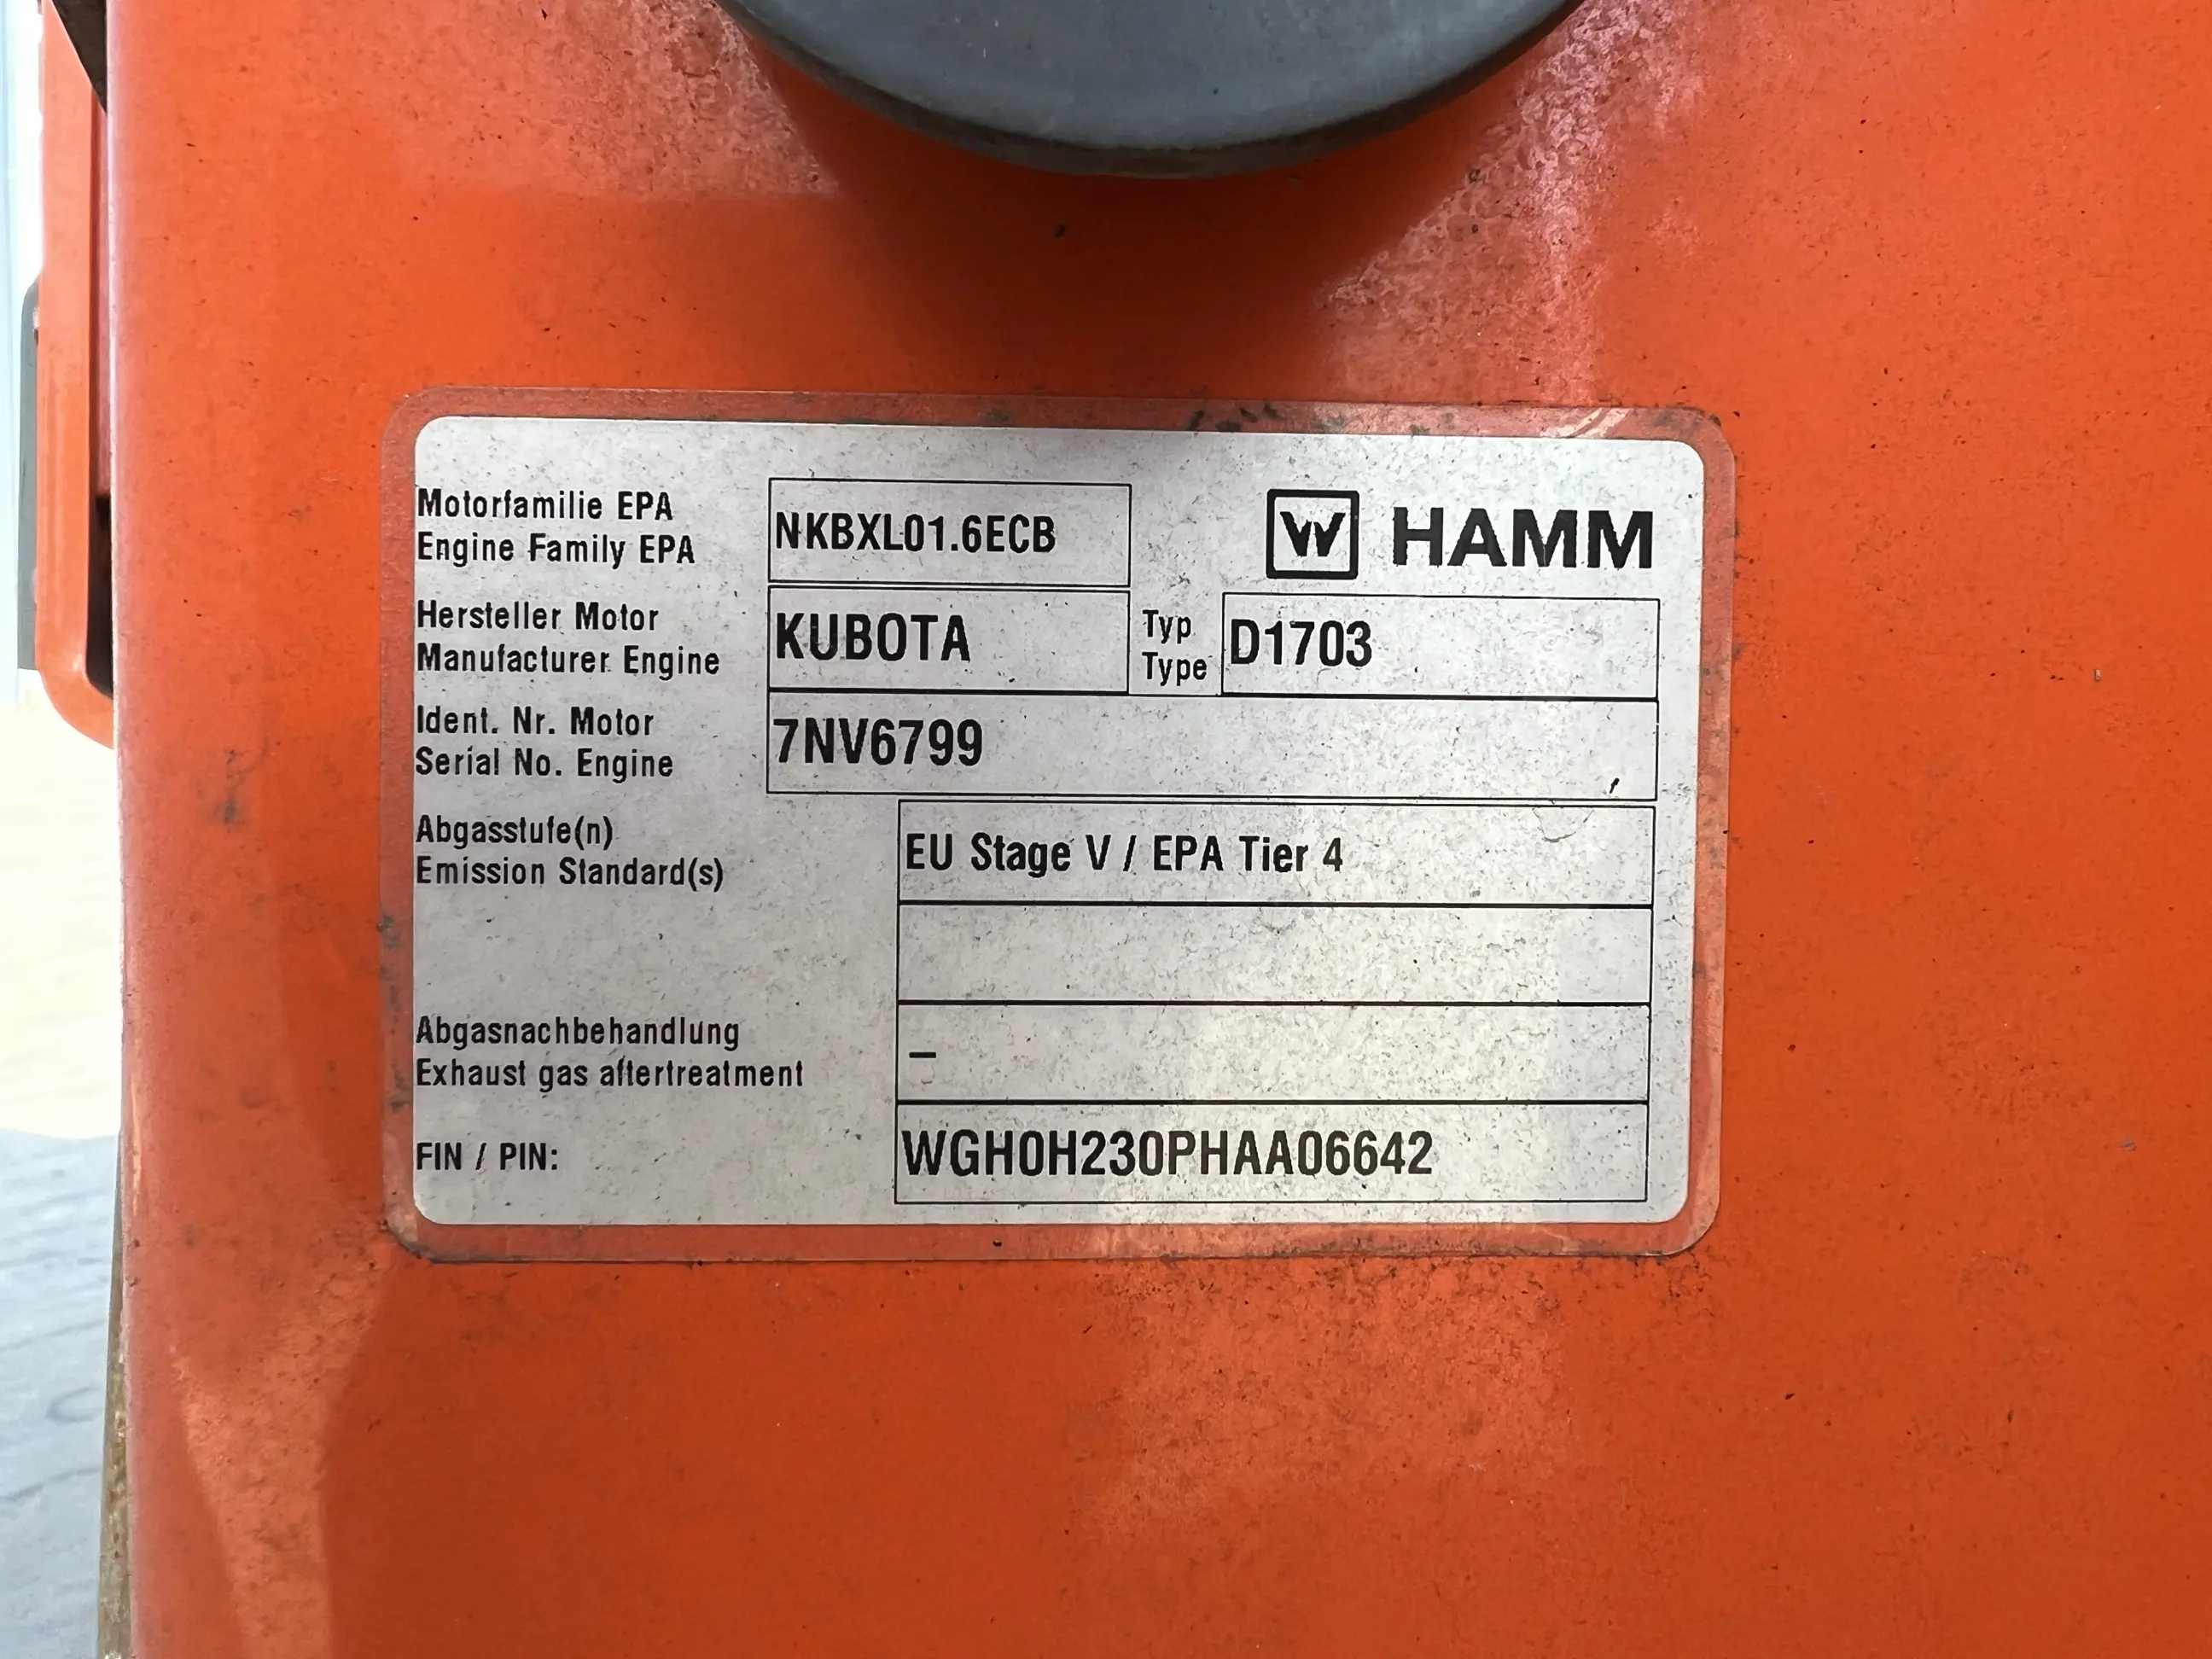 Motorfamilie EPA
Engine Family EPA
NKBXL01.6ECB
W HAMM
Hersteller Motor
Manufacturer Engine
KUBOTA
Typ
Type
D1703
Ident. Nr. Motor
Serial No. Engine
7NV6799
Abgasstufe(n)
Emission Standard(s)
EU Stage V / EPA Tier 4
Abgasnachbehandlung
Exhaust gas aftertreatment
–
FIN / PIN:
WGH0H230PHAA06642